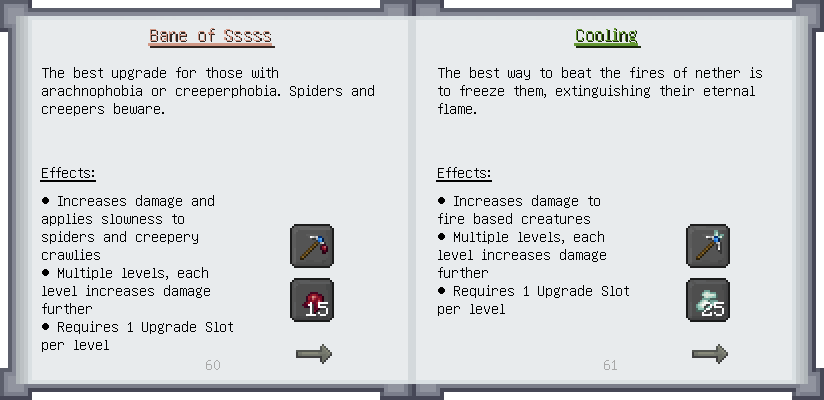 Bane of Sssss
The best upgrade for those with
arachnophobia or creeperphobia. Spiders and
creepers beware.
Effects:
• Increases damage and
applies slowness to
spiders and creepery
crawlies
• Multiple levels, each
level increases damage
further
• Requires 1 Upgrade Slot
per level
15
60
Cooling
The best way to beat the fires of nether is
to freeze them, extinguishing their eternal
flame.
Effects:
• Increases damage to
fire based creatures
• Multiple levels, each
level increases damage
further
• Requires 1 Upgrade Slot
per level
25
61